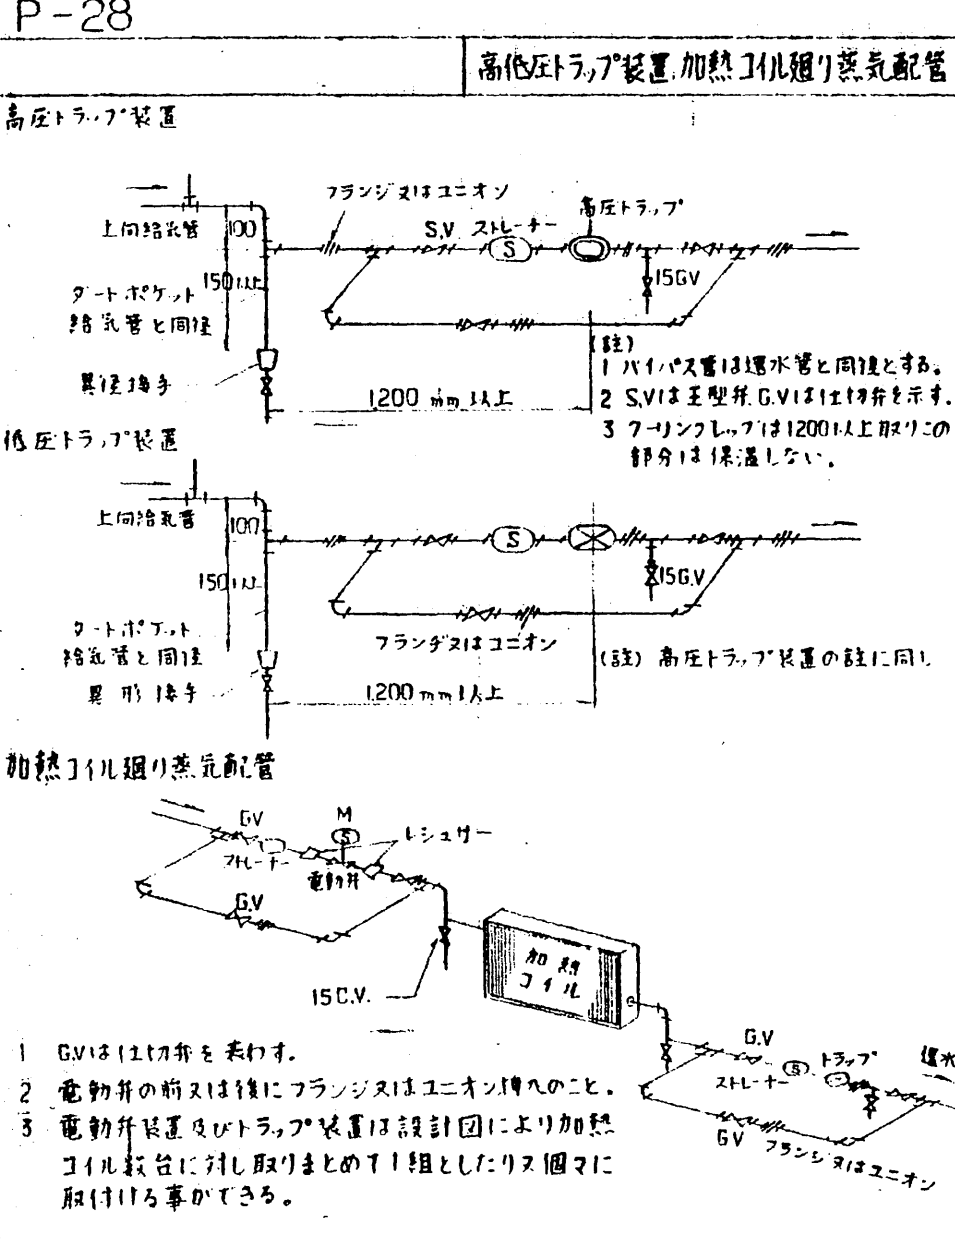 P-28
高低圧トラップ装置,加熱コイル廻り蒸気配管
高圧トラップ装置
フランジ又はユニオン
高圧トラップ
上向給気管
100
S.V. ストレーナー
S
150以上
15GV
ダートポケット
給気管と同径
異径接手
1200 mm以上
(註)
1 バイパス管は還水管と同径とする。
2 S,Vは玉型弁.G.Vは仕切弁を示す。
3 クーリングレッグは1200以上取りこの
部分は保温しない。
低圧トラップ装置
上向給気管
100
S
150以上
15G.V
ダートポケット
給気管と同径
異形接手
フランヂ又はユニオン
1.200 mm以上
(註) 高圧トラップ装置の註に同じ
加熱コイル廻り蒸気配管
GV
M
S
レジュサー
ストレーナー
電動弁
G.V
加熱
コイル
15G.V.
G.V
トラップ
還水
ストレーナー
S
GV
フランジ又はユニオン
1 G.Vは仕切弁を表わす。
2 電動弁の前又は後にフランジ又はユニオン挿入のこと。
3 電動弁装置及びトラップ装置は設計図により加熱
コイル数台に対し取りまとめて1組としたり又個々に
取付ける事ができる。